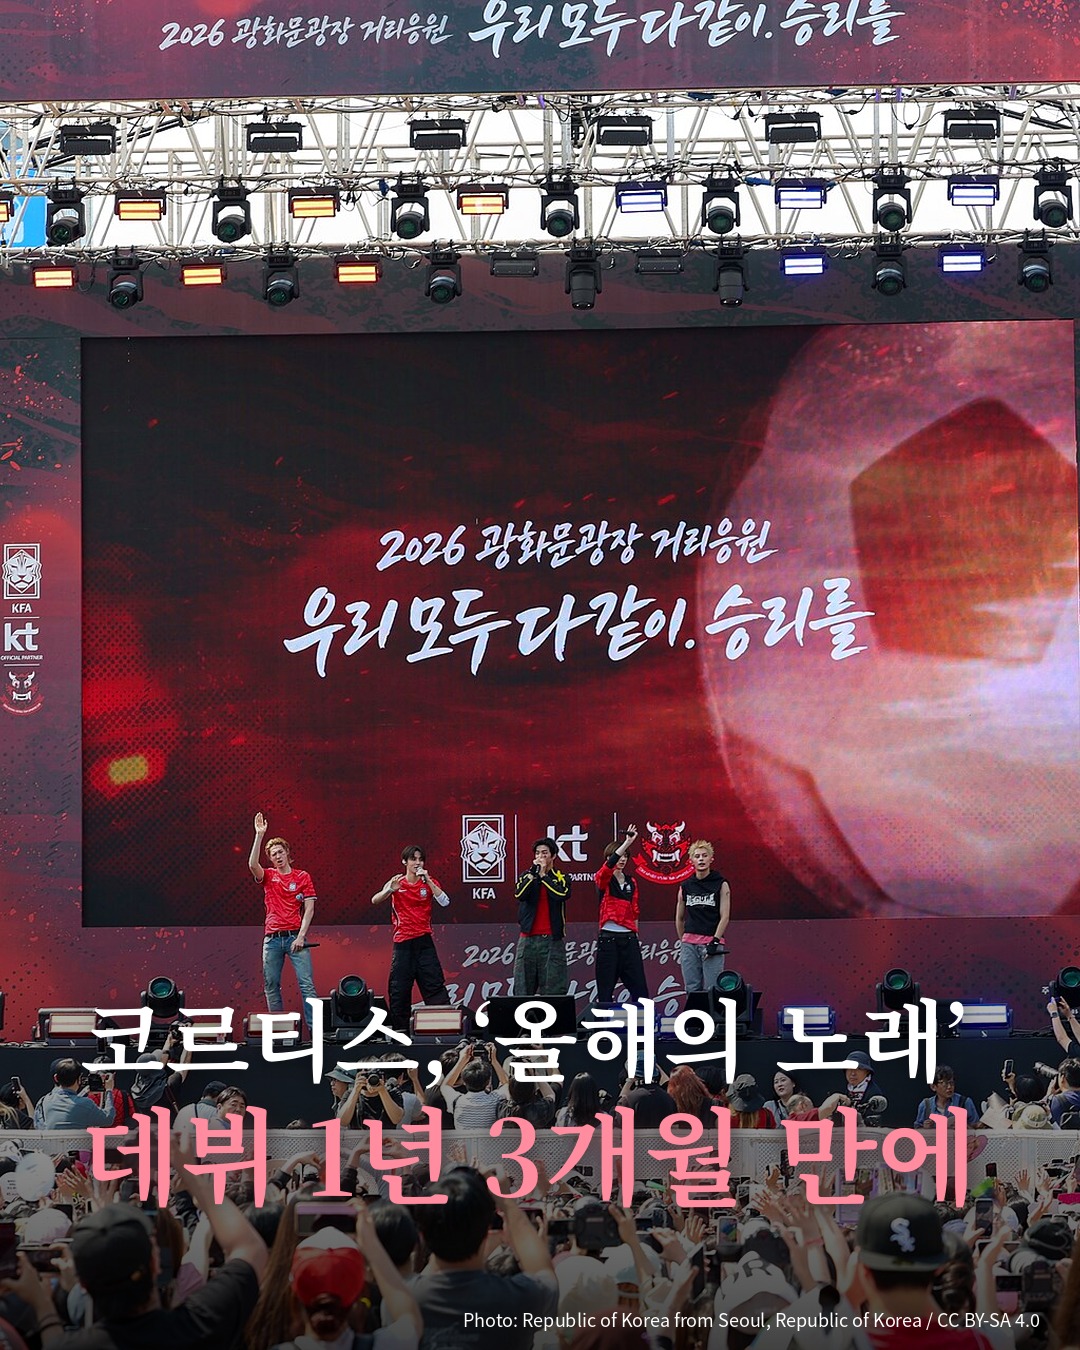 2026 광화문광장 거리응원 우리 모두 다 같이. 승리를
2026 광화문광장 거리응원
우리 모두 다 같이. 승리를
KFA
kt
OFFICIAL PARTNER
KFA
kt
2026
코르티스, ‘올해의 노래’
데뷔 1년 3개월 만에
Photo: Republic of Korea from Seoul, Republic of Korea / CC BY-SA 4.0